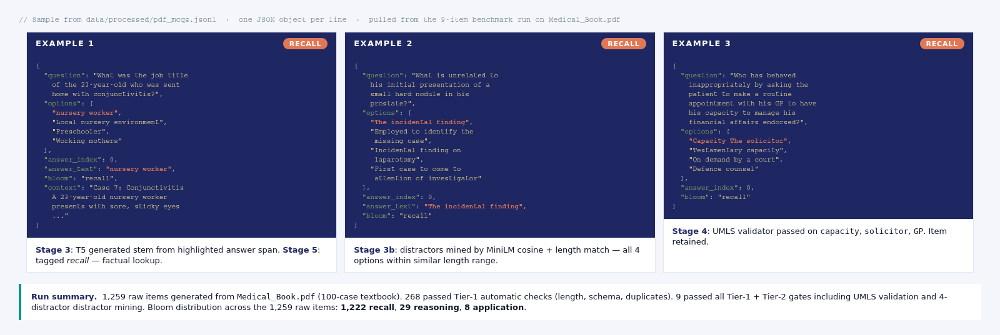 // Sample from data/processed/pdf_mcqs.jsonl · one JSON object per line · pulled from the 9-item benchmark run on Medical_Book.pdf
EXAMPLE 1
RECALL
{
"question": "What was the job title
of the 23-year-old who was sent
home with conjunctivitis?",
"options": [
"nursery worker",
"Local nursery environment",
"Preschooler",
"Working mothers"
],
"answer_index": 0,
"answer_text": "nursery worker",
"bloom": "recall",
"context": "Case 7: Conjunctivitis
A 23-year-old nursery worker
presents with sore, sticky eyes
..."
}
Stage 3: T5 generated stem from highlighted answer span. Stage 5:
tagged recall — factual lookup.
EXAMPLE 2
RECALL
{
"question": "What is unrelated to
his initial presentation of a
small hard nodule in his
prostate?",
"options": [
"The incidental finding",
"Employed to identify the
missing case",
"Incidental finding on
laparotomy",
"First case to come to
attention of investigator"
],
"answer_index": 0,
"answer_text": "The incidental finding",
"bloom": "recall"
}
Stage 3b: distractors mined by MiniLM cosine + length match — all 4
options within similar length range.
EXAMPLE 3
RECALL
{
"question": "Who has behaved
inappropriately by asking the
patient to make a routine
appointment with his GP to have
his capacity to manage his
financial affairs endorsed?",
"options": [
"Capacity The solicitor",
"Testamentary capacity",
"On demand by a court",
"Defence counsel"
],
"answer_index": 0,
"bloom": "recall"
}
Stage 4: UMLS validator passed on capacity, solicitor, GP. Item
retained.
Run summary. 1,259 raw items generated from Medical_Book.pdf (100-case textbook). 268 passed Tier-1 automatic checks (length, schema, duplicates). 9 passed all Tier-1 + Tier-2 gates including UMLS validation and 4-
distractor distractor mining. Bloom distribution across the 1,259 raw items: 1,222 recall, 29 reasoning, 8 application.